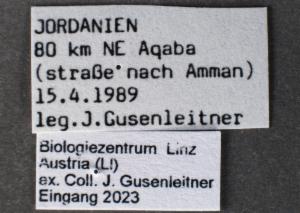 JORDANIEN
80 km NE Aqaba
(straße nach Amman)
15.4.1989
leg.J.Gusenleitner
Biologiezentrum Linz
Austria (LI)
ex. Coll. J. Gusenleitner
Eingang 2023